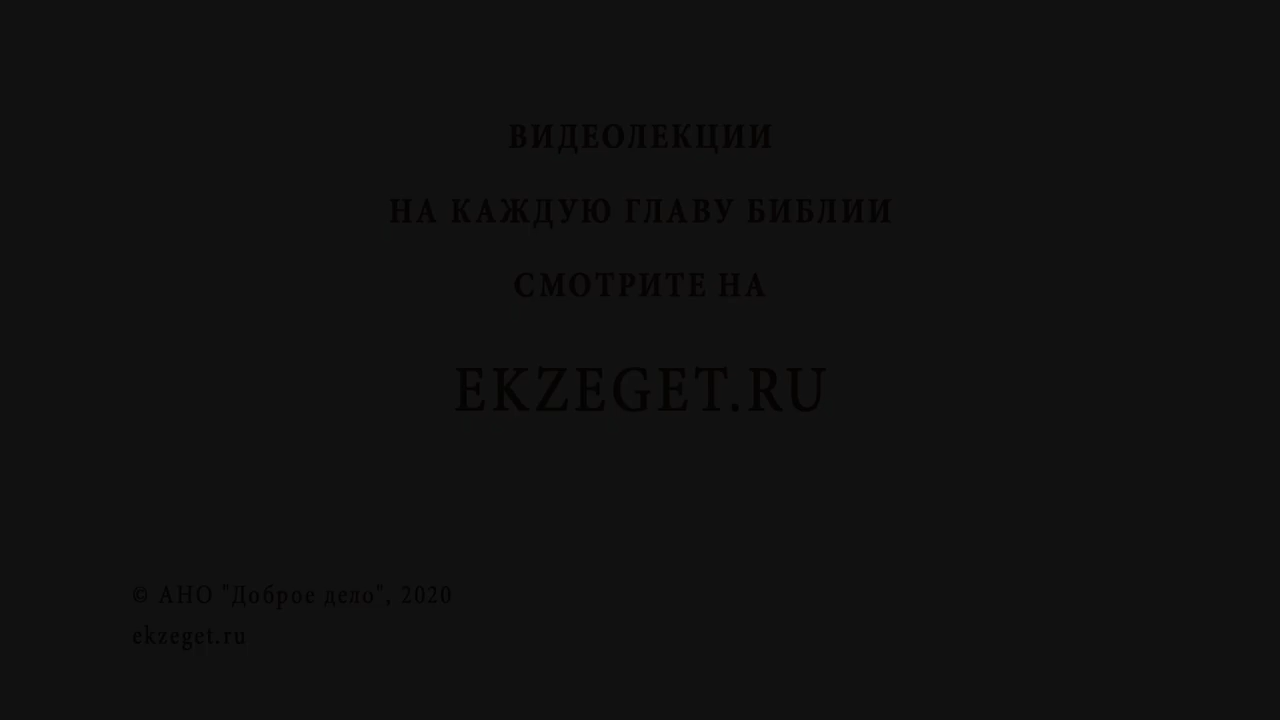 ВИДЕОЛЕКЦИИ
НА КАЖДУЮ ГЛАВУ БИБЛИИ
СМОТРИТЕ НА
EKZEGET.RU
© АНО "Доброе дело", 2020
ekzeget.ru